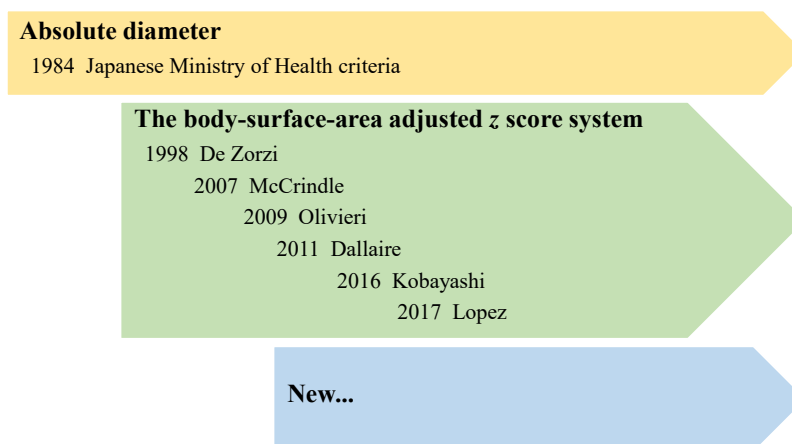 Absolute diameter
1984 Japanese Ministry of Health criteria
The body-surface-area adjusted z score system
1998 De Zorzi
2007 McCrindle
2009 Olivieri
2011 Dallaire
2016 Kobayashi
2017 Lopez
New...